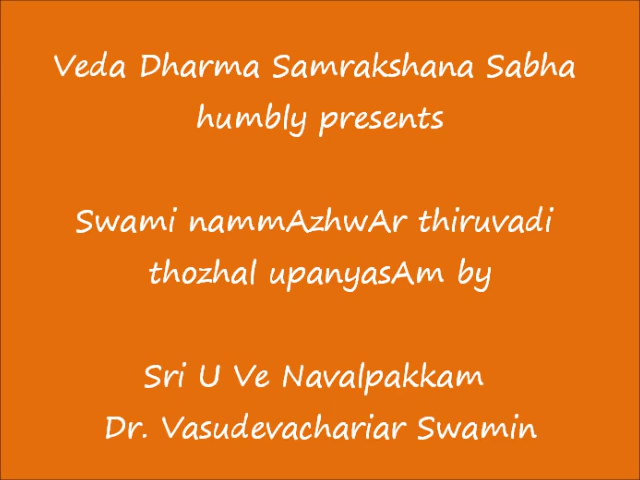 Veda Dharma Samrakshana Sabha
humbly presents
Swami nammAzhwAr thiruvadi
thozhal upanyasAm by
Sri U Ve Navalpakkam
Dr. Vasudevachariar Swamin